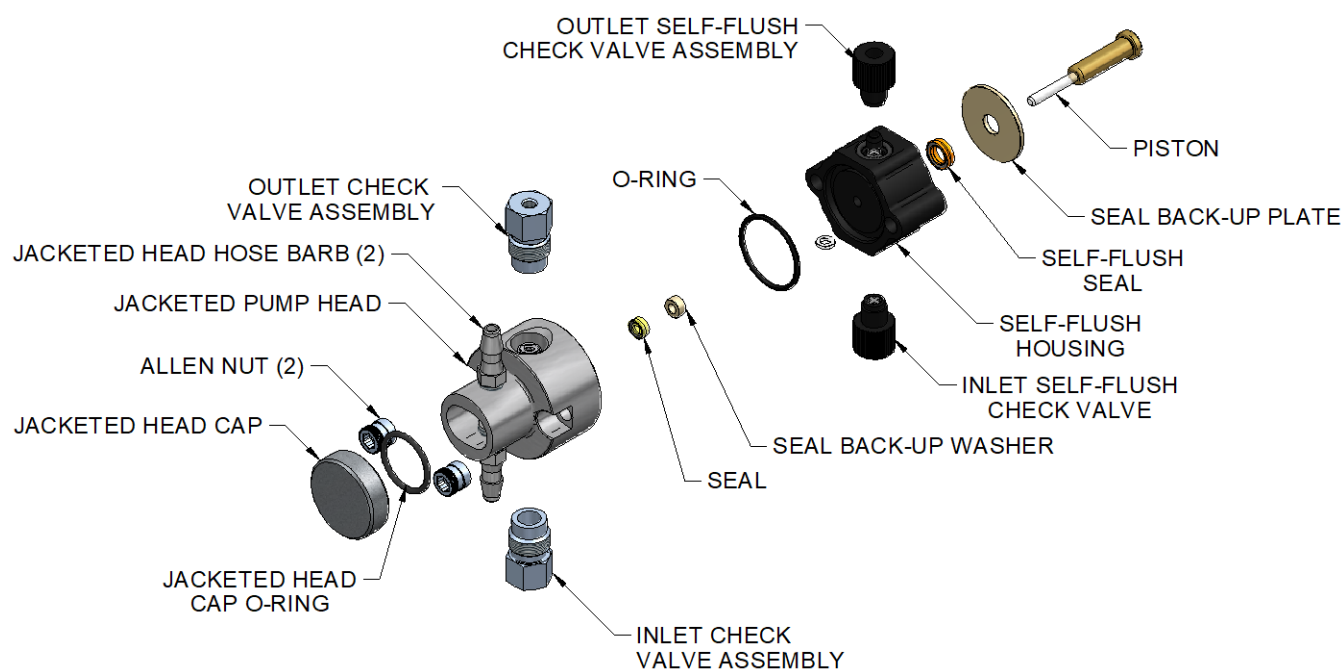 OUTLET SELF-FLUSH
CHECK VALVE ASSEMBLY
PISTON
O-RING
OUTLET CHECK
VALVE ASSEMBLY
SEAL BACK-UP PLATE
JACKETED HEAD HOSE BARB (2)
SELF-FLUSH
SEAL
JACKETED PUMP HEAD
SELF-FLUSH
HOUSING
ALLEN NUT (2)
INLET SELF-FLUSH
CHECK VALVE
JACKETED HEAD CAP
SEAL BACK-UP WASHER
SEAL
JACKETED HEAD
CAP O-RING
INLET CHECK
VALVE ASSEMBLY